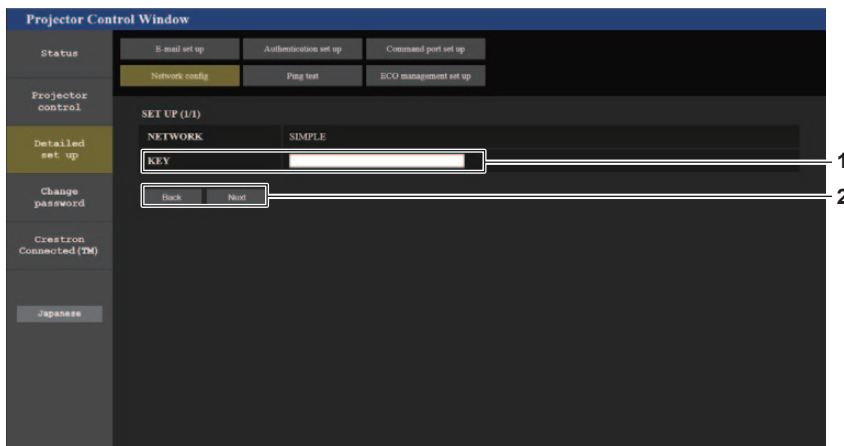 Projector Control Window
Status
E-mail set up
Authentication set up
Command port set up
Network config
Ping test
ECO management set up
Projector
control
Detailed
set up
Change
password
Crestron
Connected(TM)
Japanese
SET UP (1/1)
NETWORK SIMPLE
KEY
1
Back Next
2